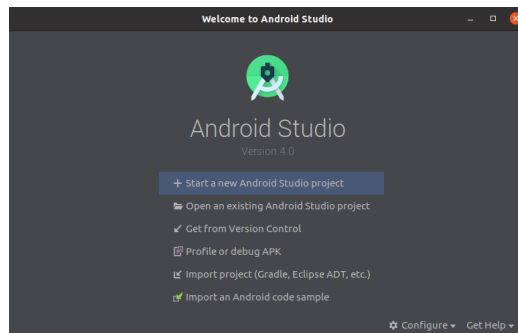 Welcome to Android Studio
Android Studio
Version 4.0
Start a new Android Studio project
Open an existing Android Studio project
Get from Version Control
Profile or debug APK
Import project (Gradle, Eclipse ADT, etc.)
Import an Android code sample
Configure Get Help